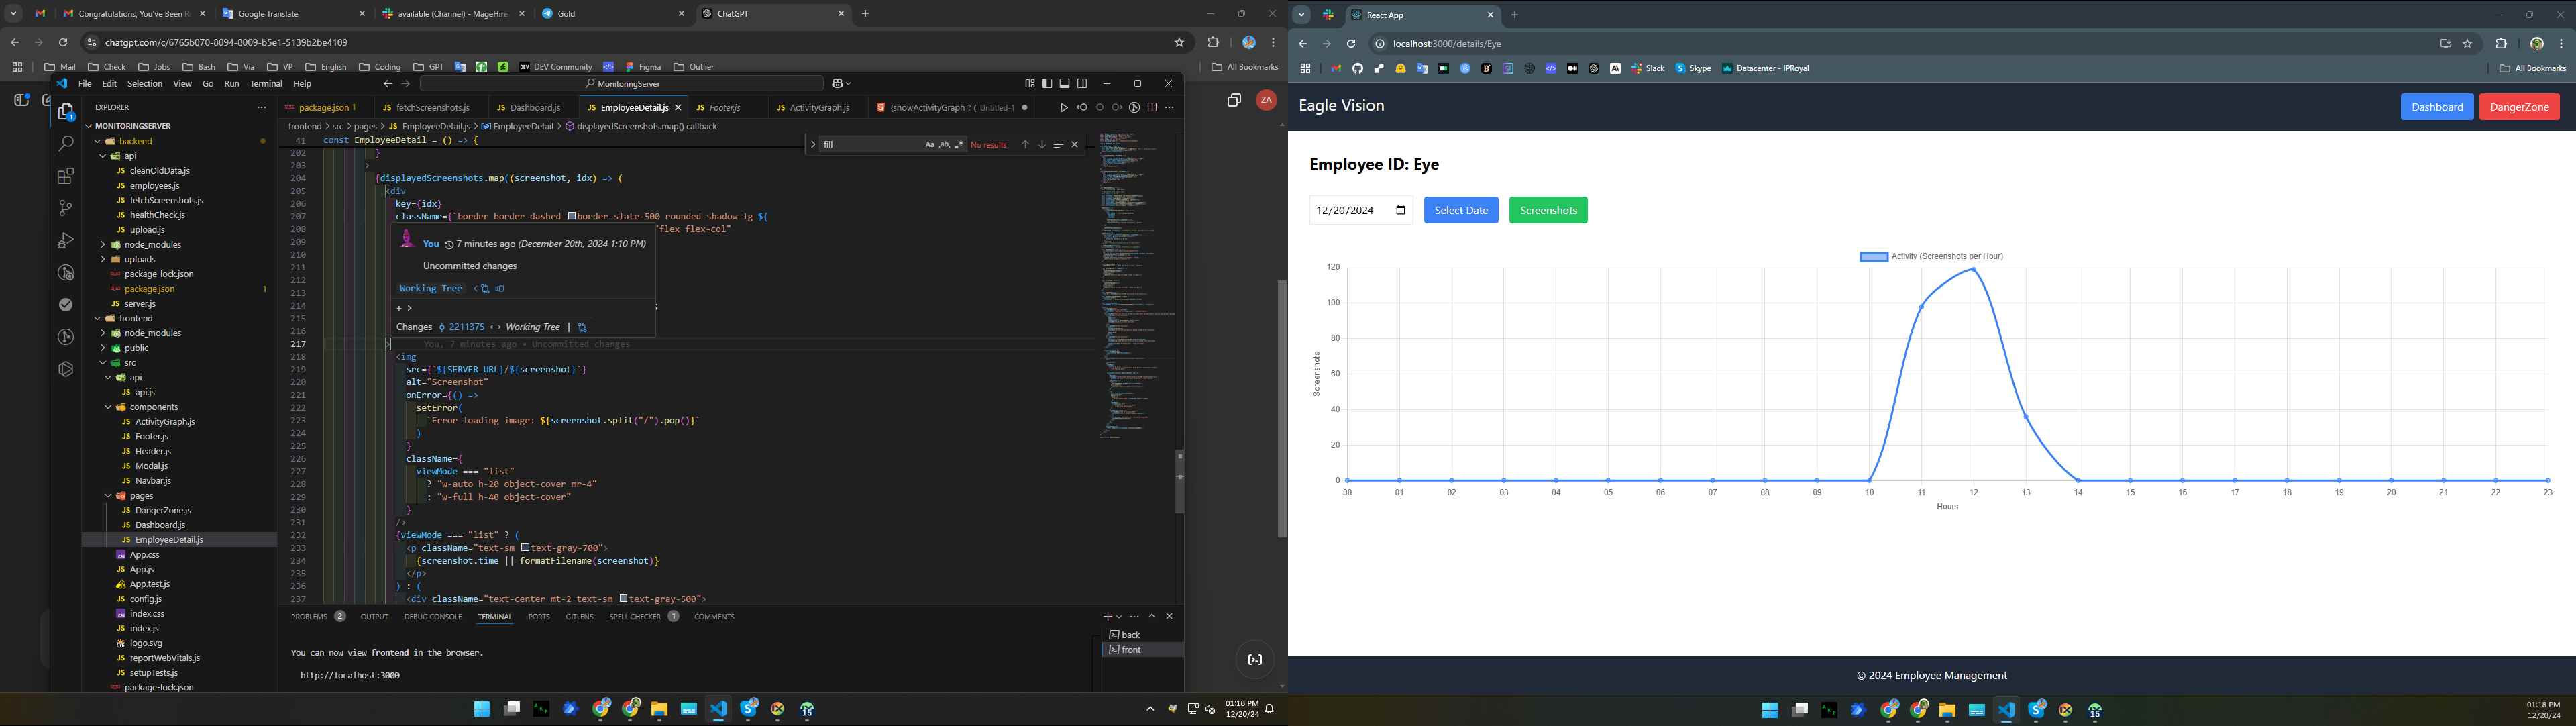 Congratulations, You've Been R
Google Translate
available (Channel) - MageHire
Gold
ChatGPT
chatgpt.com/c/6765b070-8094-8009-b5e1-5139b2be4109
Mail
Check
Jobs
Bash
Via
VP
English
Coding
GPT
DEV Community
Figma
Outlier
All Bookmarks
File Edit Selection View Go Run Terminal Help
MonitoringServer
ZA
EXPLORER
MONITORINGSERVER
backend
api
cleanOldData.js
employees.js
fetchScreenshots.js
healthCheck.js
upload.js
node_modules
uploads
package-lock.json
package.json 1
server.js
frontend
node_modules
public
src
api
api.js
components
ActivityGraph.js
Footer.js
Header.js
Modal.js
Navbar.js
pages
DangerZone.js
Dashboard.js
EmployeeDetail.js
App.css
App.js
App.test.js
config.js
index.css
index.js
logo.svg
reportWebVitals.js
setupTests.js
package-lock.json
package.json 1
fetchScreenshots.js
Dashboard.js
EmployeeDetail.js
Footer.js
ActivityGraph.js
{showActivityGraph ? ( Untitled-1
frontend > src > pages > JS EmployeeDetail.js > EmployeeDetail > displayedScreenshots.map() callback
fill
Aa
ab
No results
41 const EmployeeDetail = () => {
202 }
203 >
204 {displayedScreenshots.map((screenshot, idx) => (
205 <div
206 key={idx}
207 className={`border border-dashed border-slate-500 rounded shadow-lg ${
208 "flex flex-col"
209
210
211
212
213
214
215
216
You 7 minutes ago (December 20th, 2024 1:10 PM)
Uncommitted changes
Working Tree
+ >
Changes 2211375 Working Tree |
217 > You, 7 minutes ago • Uncommitted changes
218 <img
219 src={`${SERVER_URL}/${screenshot}`}
220 alt="Screenshot"
221 onError={() =>
222 setError(
223 `Error loading image: ${screenshot.split("/").pop()}`
224 )
225 }
226 className={
227 viewMode === "list"
228 ? "w-auto h-20 object-cover mr-4"
229 : "w-full h-40 object-cover"
230 }
231 />
232 {viewMode === "list" ? (
233 <p className="text-sm text-gray-700">
234 {screenshot.time || formatFilename(screenshot)}
235 </p>
236 ) : (
237 <div className="text-center mt-2 text-sm text-gray-500">
PROBLEMS 2 OUTPUT DEBUG CONSOLE TERMINAL PORTS GITLENS SPELL CHECKER 1 COMMENTS
You can now view frontend in the browser.
http://localhost:3000
back
front
15
01:18 PM
12/20/24
React App
localhost:3000/details/Eye
Slack
Skype
Datacenter - IPRoyal
All Bookmarks
Eagle Vision
Dashboard
DangerZone
Employee ID: Eye
12/20/2024
Select Date
Screenshots
Activity (Screenshots per Hour)
120
100
80
60
40
20
0
Screenshots
00 01 02 03 04 05 06 07 08 09 10 11 12 13 14 15 16 17 18 19 20 21 22 23
Hours
© 2024 Employee Management
15
01:18 PM
12/20/24